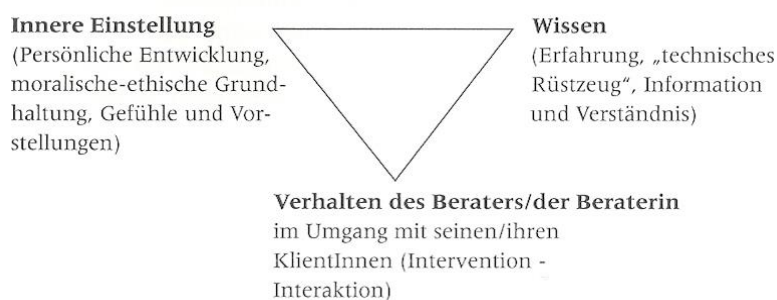 Innere Einstellung
(Persönliche Entwicklung,
moralische-ethische Grund-
haltung, Gefühle und Vor-
stellungen)
Wissen
(Erfahrung, „technisches
Rüstzeug“, Information
und Verständnis)
Verhalten des Beraters/der Beraterin
im Umgang mit seinen/ihren
KlientInnen (Intervention -
Interaktion)